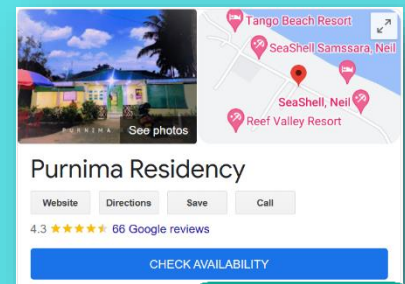 Tango Beach Resort
SeaShell Samssara, Neil
SeaShell, Neil
Reef Valley Resort
PURNIMA
See photos
Purnima Residency
Website Directions Save Call
4.3 66 Google reviews
CHECK AVAILABILITY